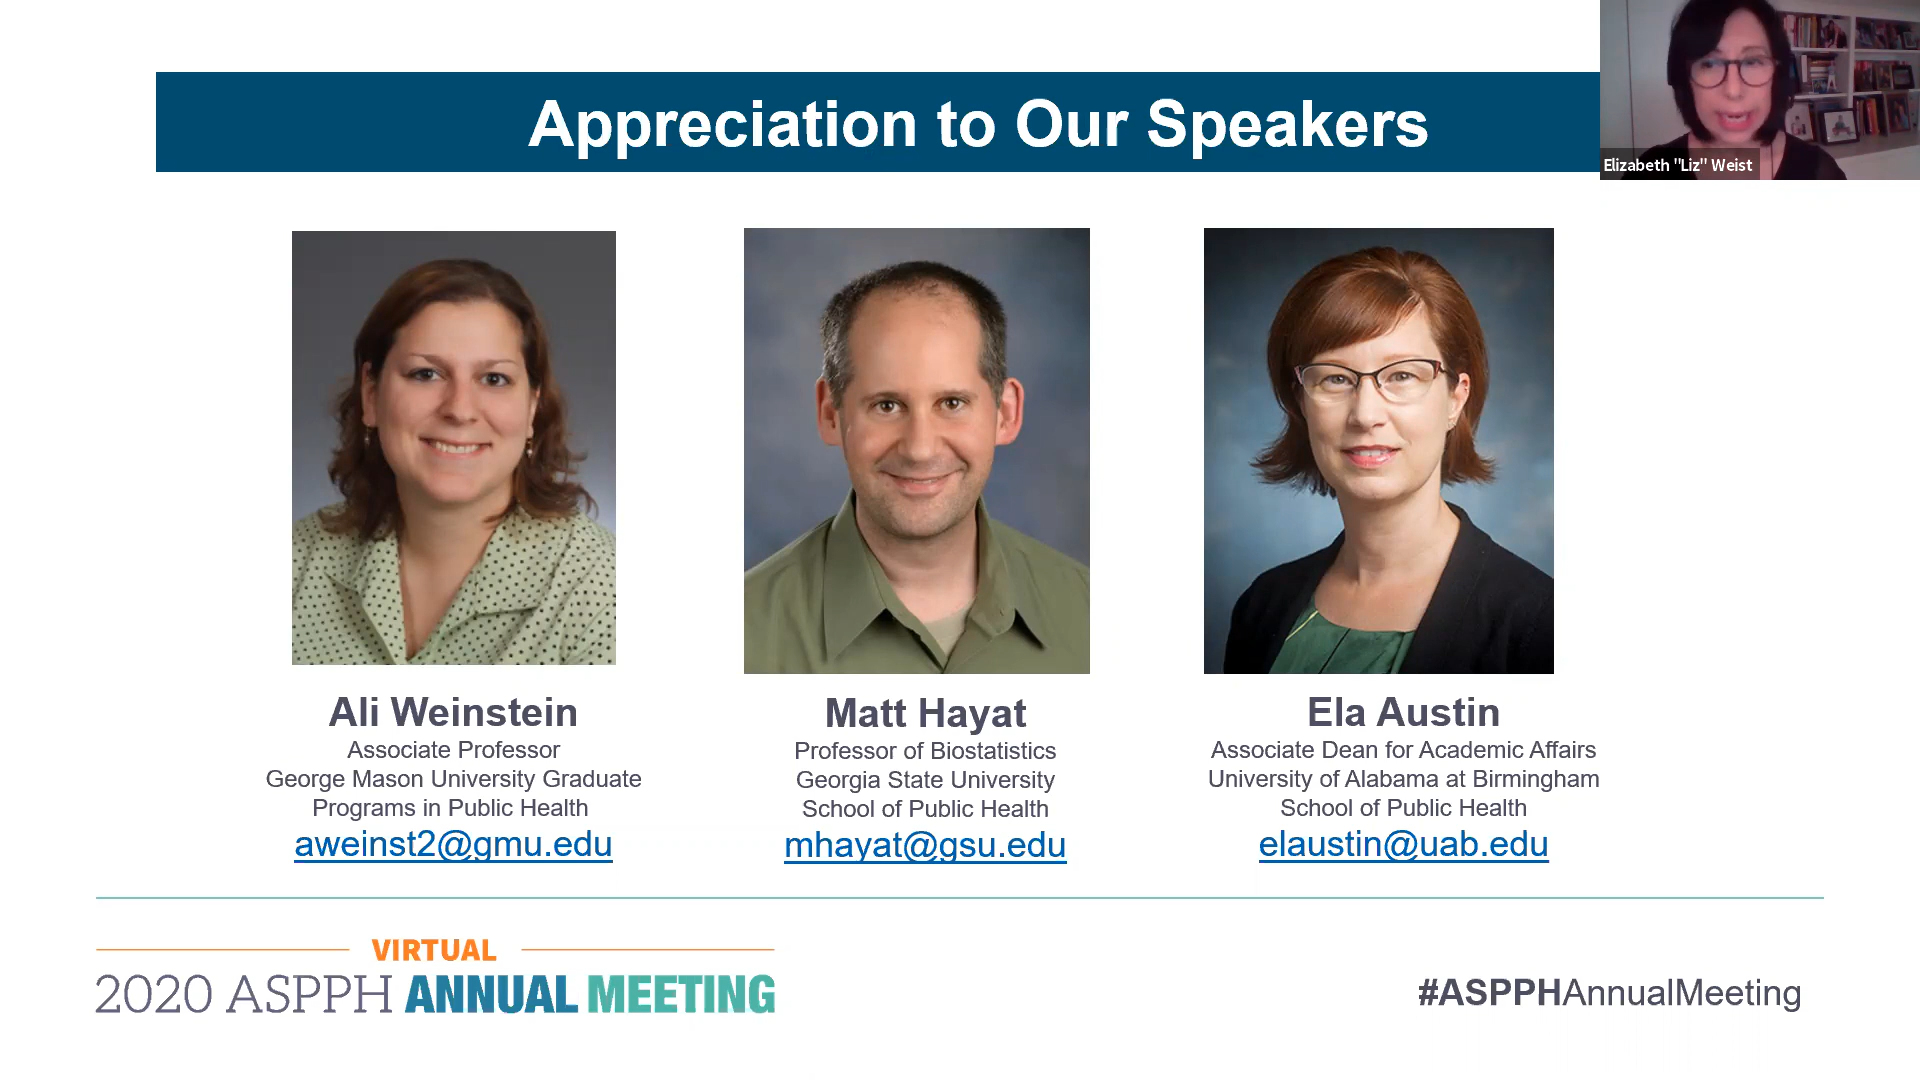 Appreciation to Our Speakers
Elizabeth "Liz" Weist
Ali Weinstein
Associate Professor
George Mason University Graduate
Programs in Public Health
aweinst2@gmu.edu
Matt Hayat
Professor of Biostatistics
Georgia State University
School of Public Health
mhayat@gsu.edu
Ela Austin
Associate Dean for Academic Affairs
University of Alabama at Birmingham
School of Public Health
elaustin@uab.edu
VIRTUAL
2020 ASPPH ANNUAL MEETING
#ASPPHAnnualMeeting